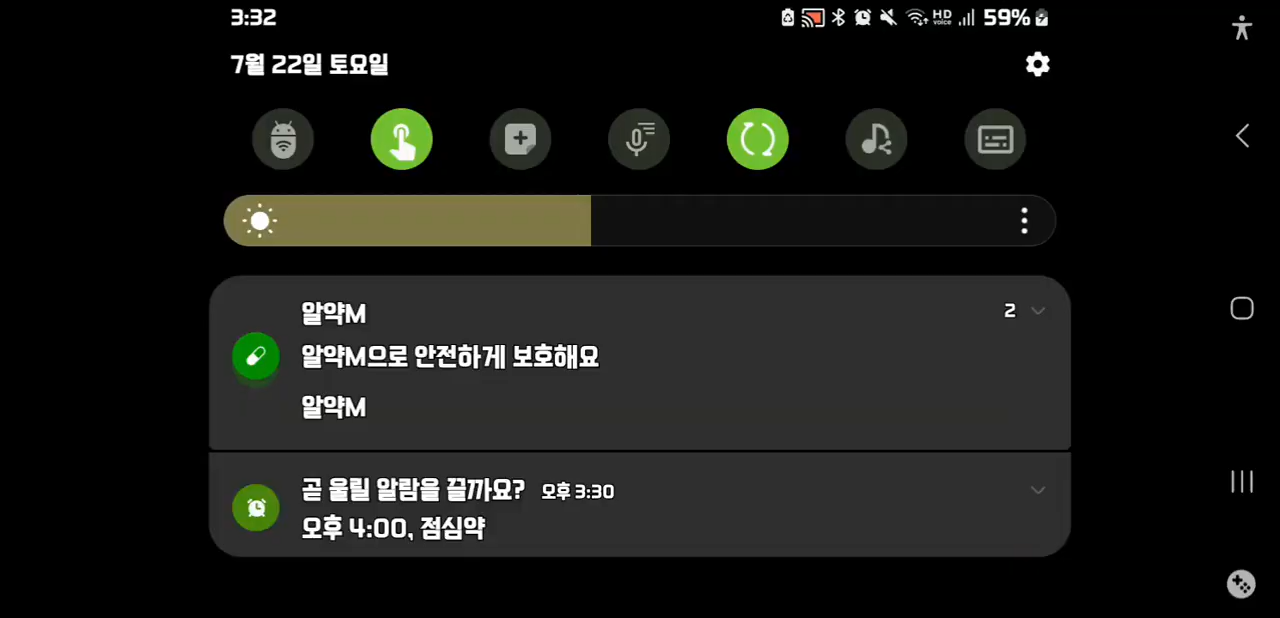 3:32
HD voice 59%
7월 22일 토요일
알약M
2
알약M으로 안전하게 보호해요
알약M
곧 울릴 알람을 끌까요? 오후 3:30
오후 4:00, 점심약